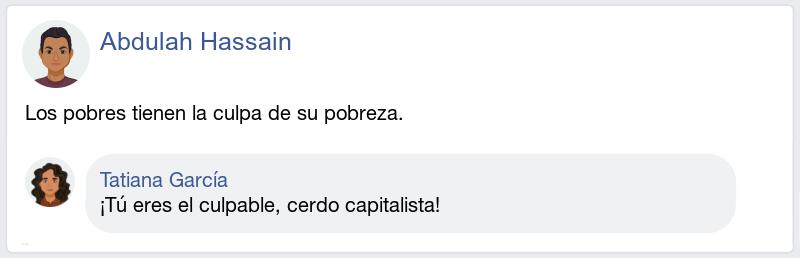 Abdulah Hassain
Los pobres tienen la culpa de su pobreza.
Tatiana García
¡Tú eres el culpable, cerdo capitalista!